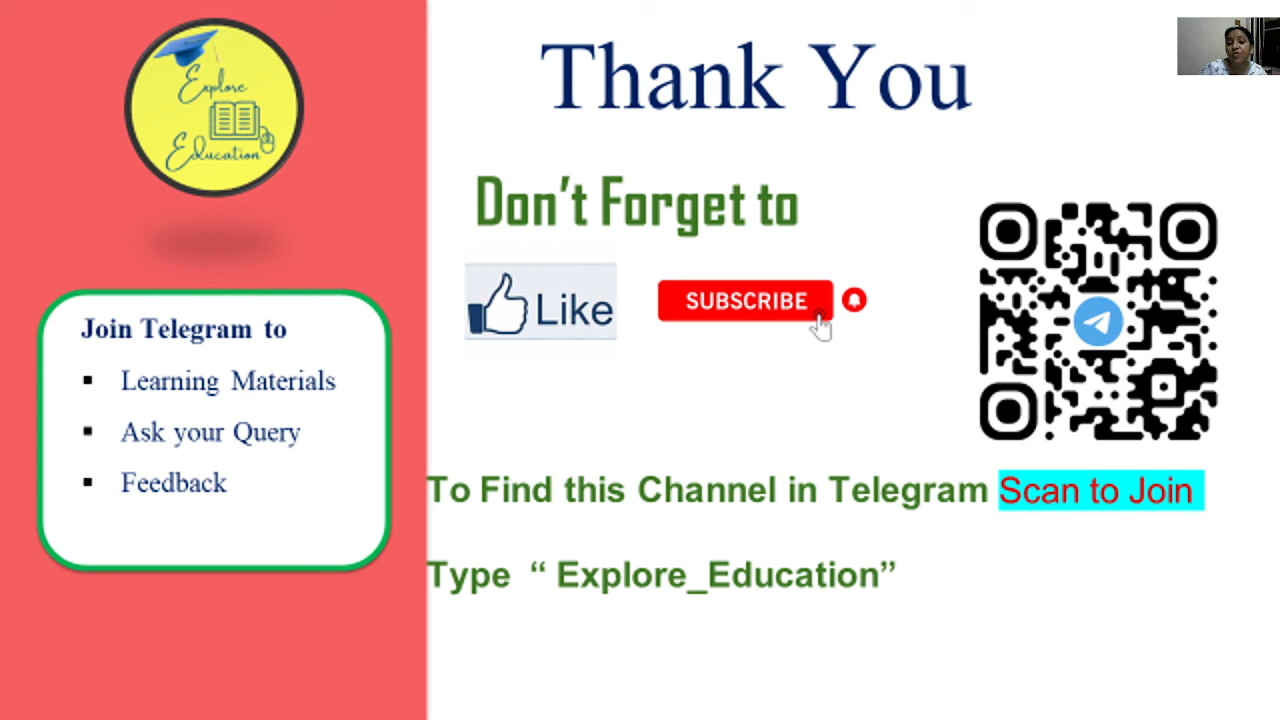 Explore
Education
Join Telegram to
Learning Materials
Ask your Query
Feedback
Thank You
Don't Forget to
Like
SUBSCRIBE
To Find this Channel in Telegram Scan to Join
Type “ Explore_Education”